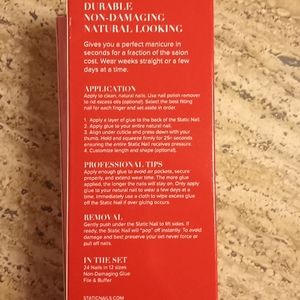 DURABLE
NON-DAMAGING
NATURAL LOOKING
Gives you a perfect manicure in
seconds for a fraction of the salon
cost. Wear weeks straight or a few
days at a time.
APPLICATION
Apply to clean, natural nails. Use nail polish remover
to rid excess oils (optional). Select the best fitting
nail for each finger and set aside in order.
1. Apply a layer of glue to the back of the Static Nail.
2. Apply glue to your entire natural nail.
3. Align under cuticle and press down with your
thumb. Hold and squeeze firmly for 25+ seconds
ensuring the entire Static Nail receives pressure.
4. Customize length and shape (optional).
PROFESSIONAL TIPS
Apply enough glue to avoid air pockets, secure
properly, and extend wear time. The more glue
applied, the longer the nails will stay on. Only apply
glue to your natural nail to wear a few days at a
time. Immediately use a cloth to wipe excess glue
off the Static Nail if over gluing occurs.
REMOVAL
Gently push under the Static Nail to lift sides. If
ready, the Static Nail will "pop" off instantly. To avoid
damage and best preserve your set never force or
pull off nails.
IN THE SET
24 Nails in 12 sizes
Non-Damaging Glue
File & Buffer
STATICNAILS.COM